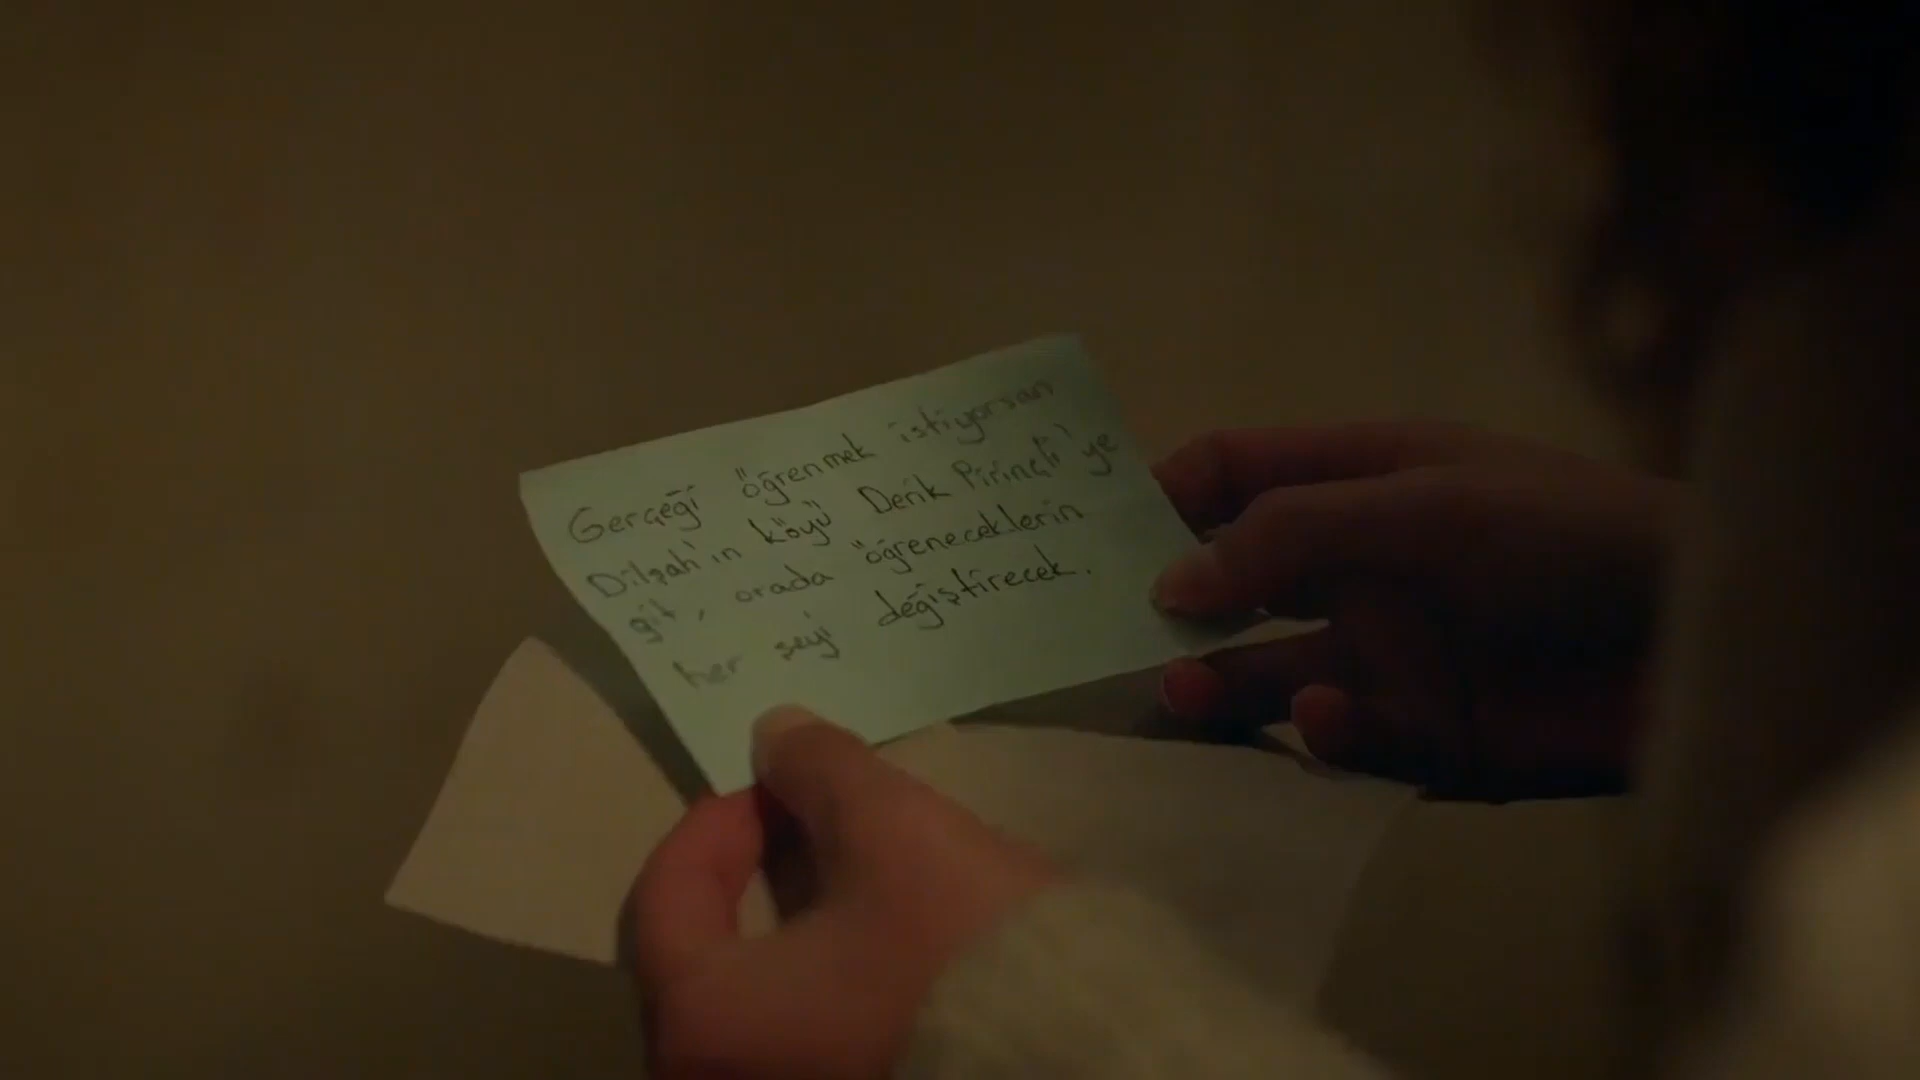 Gerçeği öğrenmek istiyorsan
Dilşah'ın köyü Derik Pirinçli'ye
git, orada öğreneceklerin
her şeyi değiştirecek.